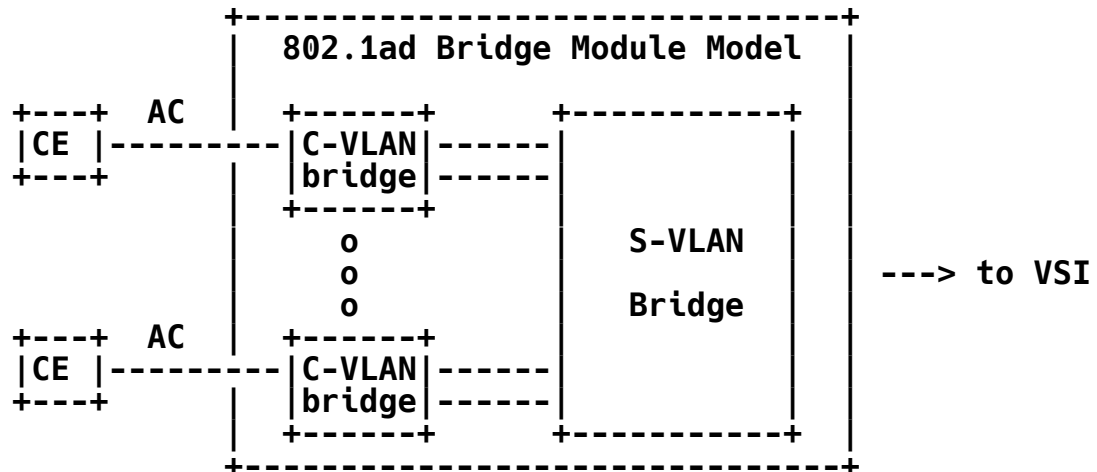 802.1ad Bridge Module Model
AC
CE
C-VLAN
bridge
o
o
o
S-VLAN
Bridge
---> to VSI
AC
CE
C-VLAN
bridge